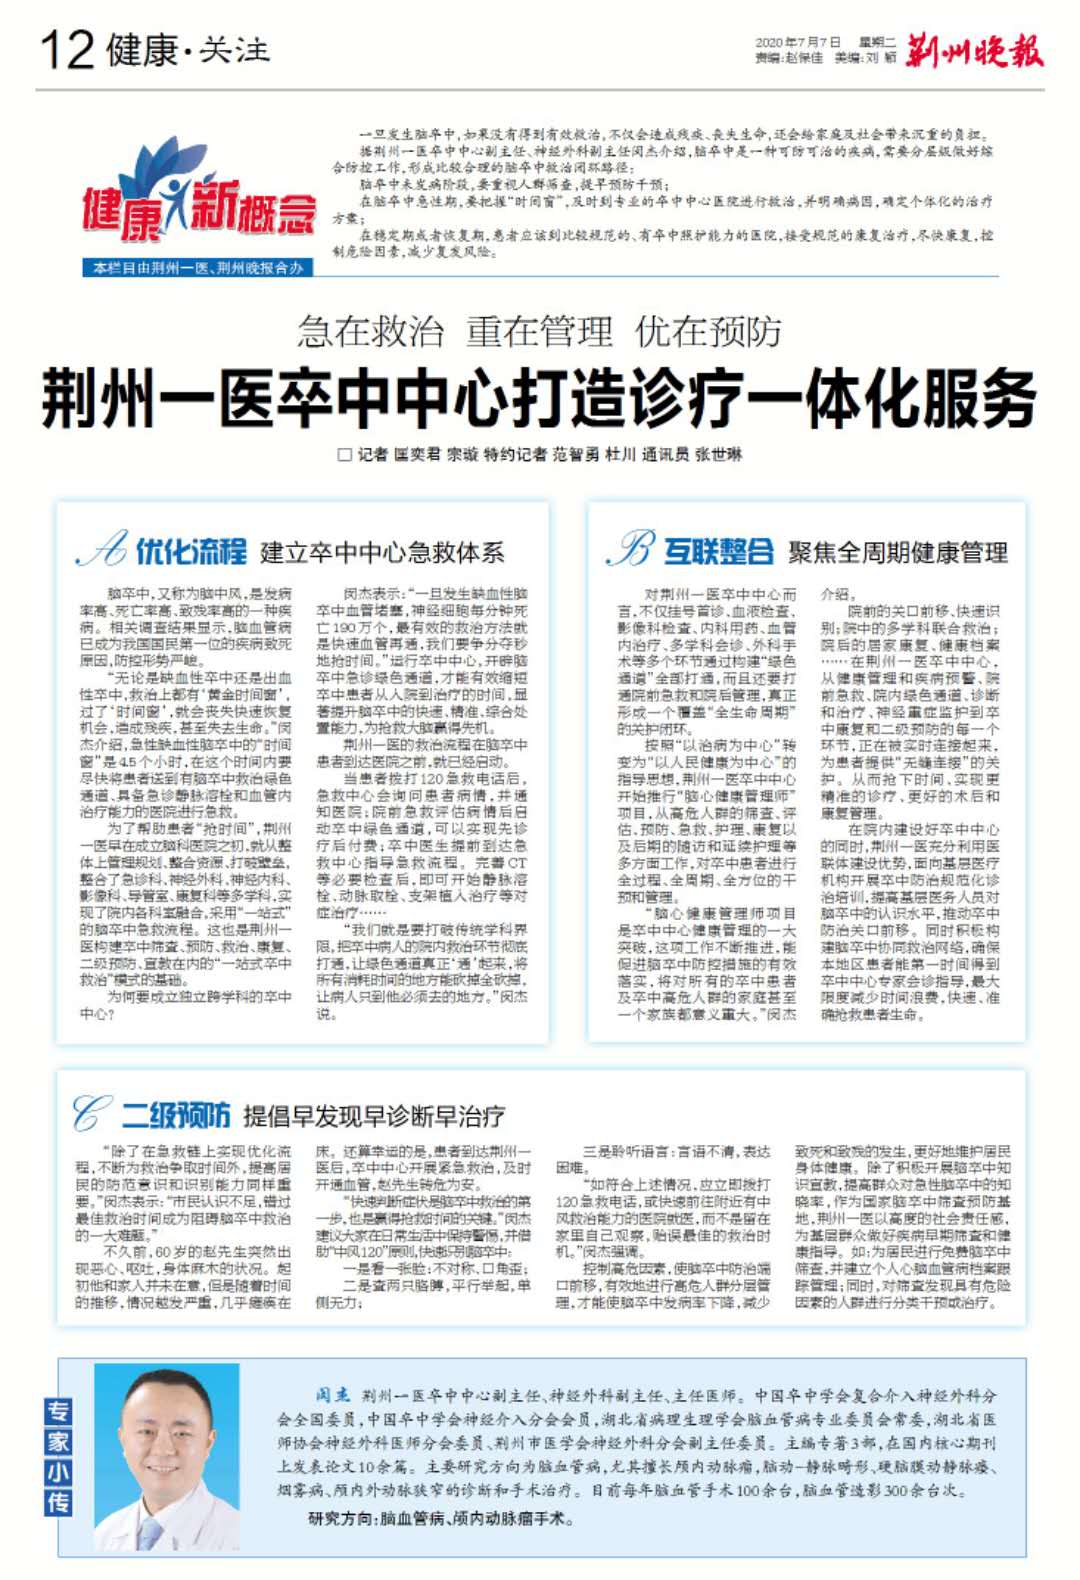 12 健康·关注
2020年7月7日 星期二
责编:赵保佳 美编:刘 颖
荆州晚报
健康新概念
本栏目由荆州一医、荆州晚报合办
一旦发生脑卒中,如果没有得到有效救治,不仅会造成残疾、丧失生命,还会给家庭及社会带来沉重的负担。
据荆州一医卒中中心副主任、神经外科副主任闵杰介绍,脑卒中是一种可防可治的疾病,需要分层级做好综
合防控工作,形成比较合理的脑卒中救治闭环路径:
脑卒中未发病阶段,要重视人群筛查,提早预防干预;
在脑卒中急性期,要把握“时间窗”,及时到专业的卒中中心医院进行救治,并明确病因,确定个体化的治疗
方案;
在稳定期或者恢复期,患者应该到比较规范的、有卒中照护能力的医院,接受规范的康复治疗,尽快康复,控
制危险因素,减少复发风险。
急在救治 重在管理 优在预防
荆州一医卒中中心打造诊疗一体化服务
□ 记者 匡奕君 宗璇 特约记者 范智勇 杜川 通讯员 张世琳
A 优化流程 建立卒中中心急救体系
脑卒中,又称为脑中风,是发病
率高、死亡率高、致残率高的一种疾
病。相关调查结果显示,脑血管病
已成为我国国民第一位的疾病致死
原因,防控形势严峻。
“无论是缺血性卒中还是出血
性卒中,救治上都有‘黄金时间窗’,
过了‘时间窗’,就会丧失快速恢复
机会,造成残疾,甚至失去生命。”闵
杰介绍,急性缺血性脑卒中的“时间
窗”是4.5个小时,在这个时间内要
尽快将患者送到有脑卒中救治绿色
通道、具备急诊静脉溶栓和血管内
治疗能力的医院进行急救。
为了帮助患者“抢时间”,荆州
一医早在成立脑科医院之初,就从整
体上管理规划、整合资源、打破壁垒,
整合了急诊科、神经外科、神经内科、
影像科、导管室、康复科等多学科,实
现了院内各科室融合,采用“一站式”
的脑卒中急救流程。这也是荆州一
医构建卒中筛查、预防、救治、康复、
二级预防、宣教在内的“一站式卒中
救治”模式的基础。
为何要成立独立跨学科的卒中
中心?
闵杰表示:“一旦发生缺血性脑
卒中血管堵塞,神经细胞每分钟死
亡190万个,最有效的救治方法就
是快速血管再通,我们要争分夺秒
地抢时间。”运行卒中中心,开辟脑
卒中急诊绿色通道,才能有效缩短
卒中患者从入院到治疗的时间,显
著提升脑卒中的快速、精准、综合处
置能力,为抢救大脑赢得先机。
荆州一医的救治流程在脑卒中
患者到达医院之前,就已经启动。
当患者拨打120急救电话后,
急救中心会询问患者病情,并通
知医院;院前急救评估病情后启
动卒中绿色通道,可以实现先诊
疗后付费;卒中医生提前到达急
救中心指导急救流程。完善CT
等必要检查后,即可开始静脉溶
栓、动脉取栓、支架植入治疗等对
症治疗……
“我们就是要打破传统学科界
限,把卒中病人的院内救治环节彻底
打通,让绿色通道真正‘通’起来,将
所有消耗时间的地方能砍掉全砍掉,
让病人只到他必须去的地方。”闵杰
说。
B 互联整合 聚焦全周期健康管理
对荆州一医卒中中心而
言,不仅挂号首诊、血液检查、
影像科检查、内科用药、血管
内治疗、多学科会诊、外科手
术等多个环节通过构建“绿色
通道”全部打通,而且还要打
通院前急救和院后管理,真正
形成一个覆盖“全生命周期”
的关护闭环。
按照“以治病为中心”转
变为“以人民健康为中心”的
指导思想,荆州一医卒中中心
开始推行“脑心健康管理师”
项目,从高危人群的筛查、评
估、预防、急救、护理、康复以
及后期的随访和延续护理等
多方面工作,对卒中患者进行
全过程、全周期、全方位的干
预和管理。
“脑心健康管理师项目
是卒中中心健康管理的一大
突破,这项工作不断推进,能
促进脑卒中防控措施的有效
落实,将对所有的卒中患者
及卒中高危人群的家庭甚至
一个家族都意义重大。”闵杰
介绍。
院前的关口前移、快速识
别;院中的多学科联合救治;
院后的居家康复、健康档案
……在荆州一医卒中中心,
从健康管理和疾病预警、院
前急救、院内绿色通道、诊断
和治疗、神经重症监护到卒
中康复和二级预防的每一个
环节,正在被实时连接起来,
为患者提供“无缝连接”的关
护。从而抢下时间、实现更
精准的诊疗、更好的术后和
康复管理。
在院内建设好卒中中心
的同时,荆州一医充分利用医
联体建设优势,面向基层医疗
机构开展卒中防治规范化诊
治培训,提高基层医务人员对
脑卒中的认识水平,推动卒中
防治关口前移。同时积极构
建脑卒中协同救治网络,确保
本地区患者能第一时间得到
卒中中心专家会诊指导,最大
限度减少时间浪费,快速、准
确抢救患者生命。
C 二级预防 提倡早发现早诊断早治疗
“除了在急救链上实现优化流
程,不断为救治争取时间外,提高居
民的防范意识和识别能力同样重
要。”闵杰表示:“市民认识不足,错过
最佳救治时间成为阻碍脑卒中救治
的一大难题。”
不久前,60岁的赵先生突然出
现恶心、呕吐,身体麻木的状况。起
初他和家人并未在意,但是随着时间
的推移,情况越发严重,几乎瘫痪在
床。还算幸运的是,患者到达荆州一
医后,卒中中心开展紧急救治,及时
开通血管,赵先生转危为安。
“快速判断症状是脑卒中救治的第
一步,也是赢得抢救时间的关键。”闵杰
建议大家在日常生活中保持警惕,并借
助“中风120”原则,快速识别脑卒中:
一是看一张脸:不对称、口角歪;
二是查两只胳膊,平行举起,单
侧无力;
三是聆听语言:言语不清,表达
困难。
“如符合上述情况,应立即拨打
120急救电话,或快速前往附近有中
风救治能力的医院就医,而不是留在
家里自己观察,贻误最佳的救治时
机。”闵杰强调。
控制高危因素,使脑卒中防治端
口前移,有效地进行高危人群分层管
理,才能使脑卒中发病率下降,减少
致死和致残的发生,更好地维护居民
身体健康。除了积极开展脑卒中知
识宣教,提高群众对急性脑卒中的知
晓率,作为国家脑卒中筛查预防基
地,荆州一医以高度的社会责任感,
为基层群众做好疾病早期筛查和健
康指导。如:为居民进行免费脑卒中
筛查,并建立个人心脑血管病档案跟
踪管理;同时,对筛查发现具有危险
因素的人群进行分类干预或治疗。
专家小传
闵杰 荆州一医卒中中心副主任、神经外科副主任、主任医师。中国卒中学会复合介入神经外科分
会全国委员,中国卒中学会神经介入分会会员,湖北省病理生理学会脑血管病专业委员会常委,湖北省医
师协会神经外科医师分会委员、荆州市医学会神经外科分会副主任委员。主编专著3部,在国内核心期刊
上发表论文10余篇。主要研究方向为脑血管病,尤其擅长颅内动脉瘤,脑动-静脉畸形、硬脑膜动静脉瘘、
烟雾病、颅内外动脉狭窄的诊断和手术治疗。目前每年脑血管手术100余台,脑血管造影300余台次。
研究方向:脑血管病、颅内动脉瘤手术。